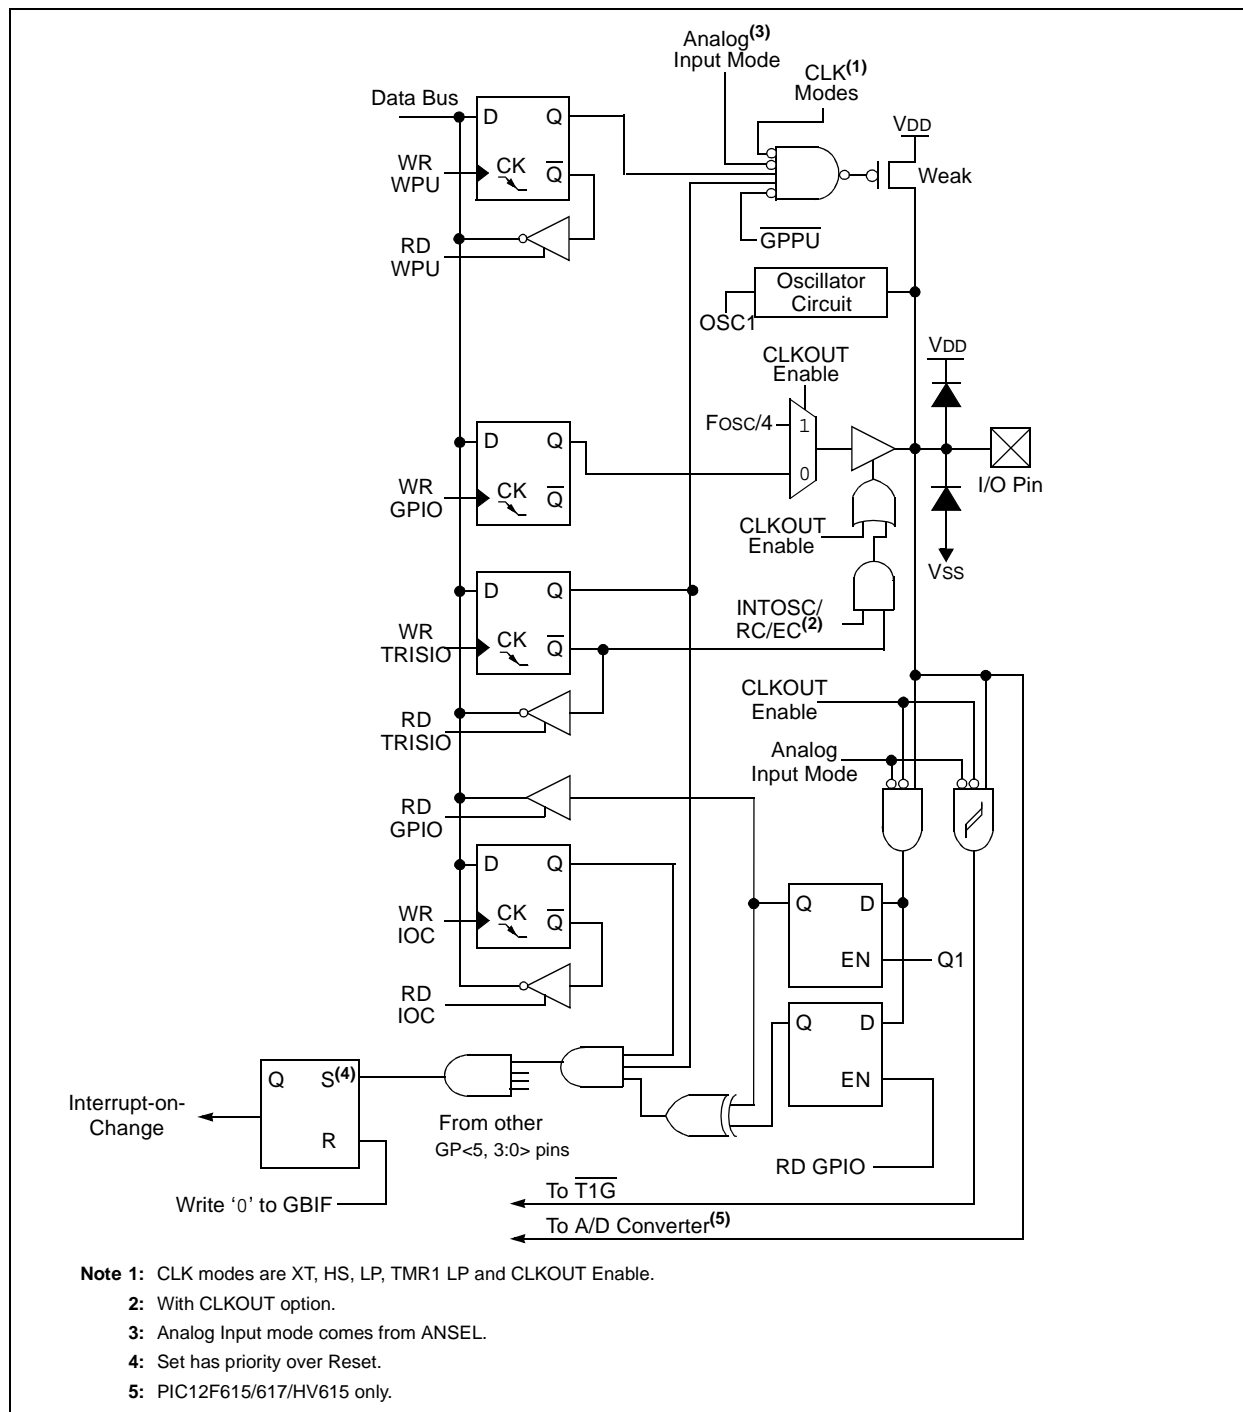 Analog(3)
Input Mode
CLK(1)
Modes
Data Bus
VDD
D Q
WR
WPU
CK
Q
Weak
GPPU
RD
WPU
Oscillator
Circuit
OSC1
CLKOUT
Enable
VDD
FOSC/4
1
D Q
0
I/O Pin
WR
GPIO
CK
Q
CLKOUT
Enable
VSS
D Q
INTOSC/
RC/EC(2)
WR
TRISIO
CK
Q
CLKOUT
Enable
RD
TRISIO
Analog
Input Mode
RD
GPIO
D Q
WR
IOC
CK
Q
Q D
EN
Q1
RD
IOC
Q D
EN
Q S(4)
R
Interrupt-on-
Change
From other
GP<5, 3:0> pins
RD GPIO
Write ‘0’ to GBIF
To T1G
To A/D Converter(5)
Note 1: CLK modes are XT, HS, LP, TMR1 LP and CLKOUT Enable.
2: With CLKOUT option.
3: Analog Input mode comes from ANSEL.
4: Set has priority over Reset.
5: PIC12F615/617/HV615 only.